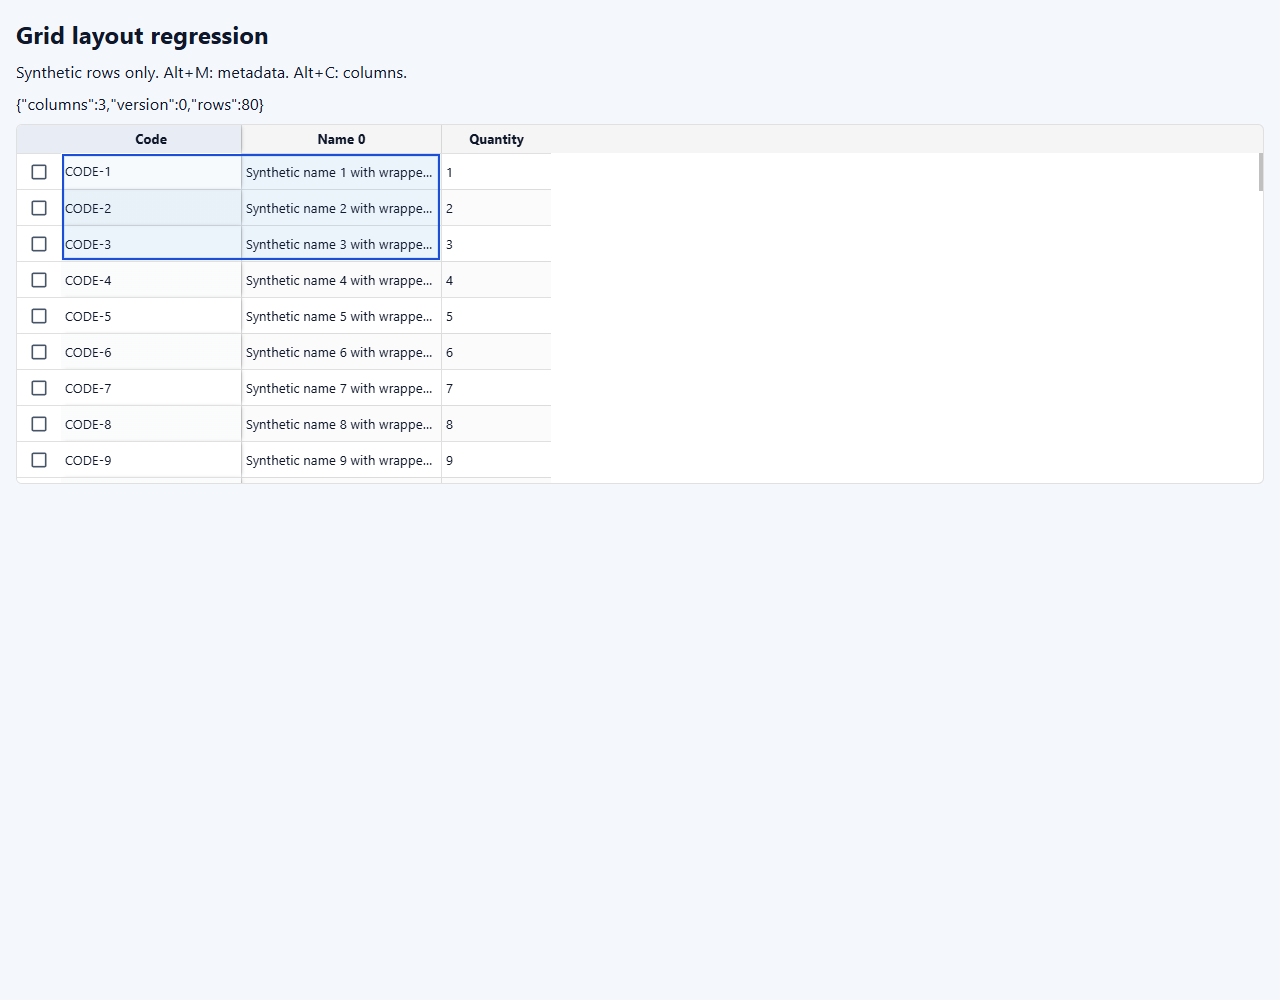 Grid layout regression
Synthetic rows only. Alt+M: metadata. Alt+C: columns.
{"columns":3,"version":0,"rows":80}
Code Name 0 Quantity
CODE-1 Synthetic name 1 with wrappe... 1
CODE-2 Synthetic name 2 with wrappe... 2
CODE-3 Synthetic name 3 with wrappe... 3
CODE-4 Synthetic name 4 with wrappe... 4
CODE-5 Synthetic name 5 with wrappe... 5
CODE-6 Synthetic name 6 with wrappe... 6
CODE-7 Synthetic name 7 with wrappe... 7
CODE-8 Synthetic name 8 with wrappe... 8
CODE-9 Synthetic name 9 with wrappe... 9